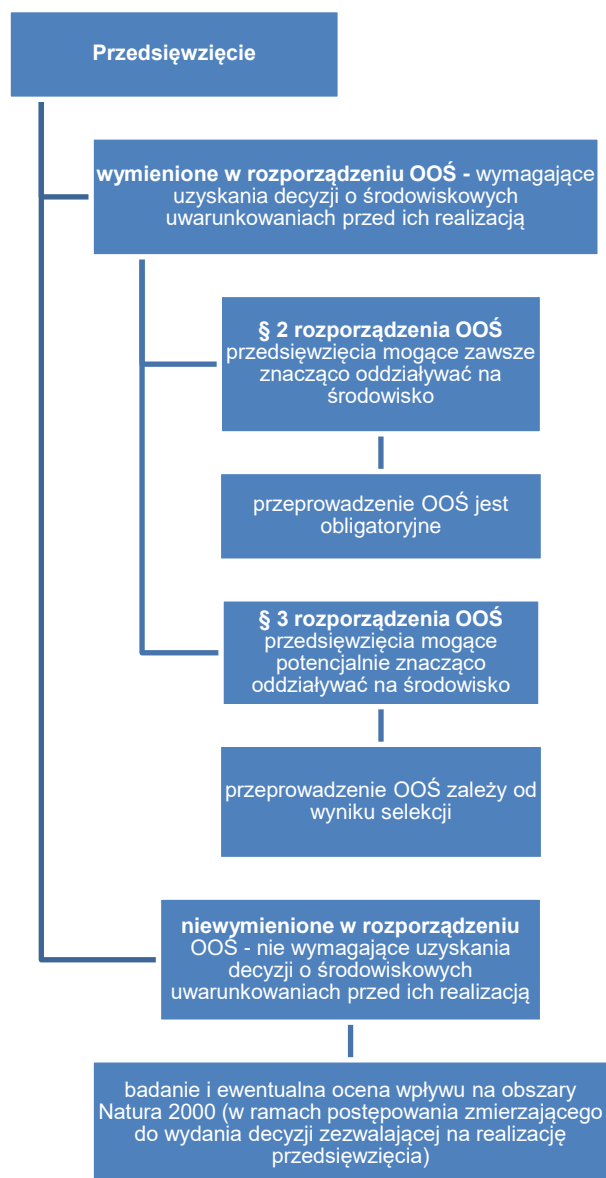 Przedsięwzięcie
wymienione w rozporządzeniu OOŚ - wymagające
uzyskania decyzji o środowiskowych
uwarunkowaniach przed ich realizacją
§ 2 rozporządzenia OOŚ
przedsięwzięcia mogące zawsze
znacząco oddziaływać na
środowisko
przeprowadzenie OOŚ jest
obligatoryjne
§ 3 rozporządzenia OOŚ
przedsięwzięcia mogące
potencjalnie znacząco
oddziaływać na środowisko
przeprowadzenie OOŚ zależy od
wyniku selekcji
niewymienione w rozporządzeniu
OOŚ - nie wymagające uzyskania
decyzji o środowiskowych
uwarunkowaniach przed ich realizacją
badanie i ewentualna ocena wpływu na obszary
Natura 2000 (w ramach postępowania zmierzającego
do wydania decyzji zezwalającej na realizację
przedsięwzięcia)